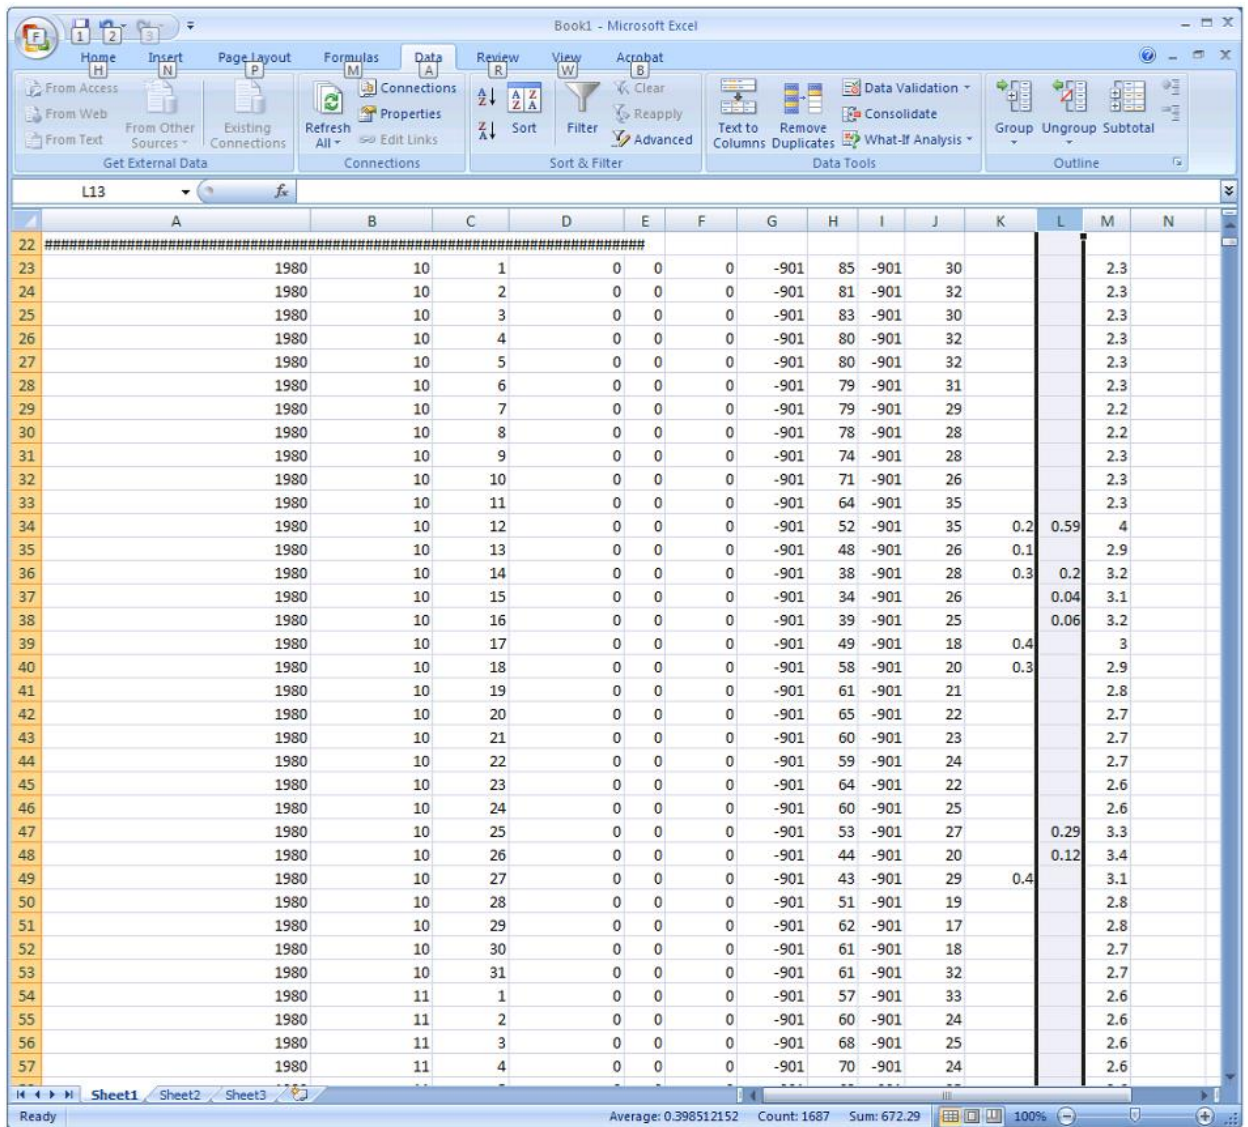 F 1 2 3 Book1 - Microsoft Excel
Home Insert Page Layout Formulas Data Review View Acrobat
H N P M A R W B
From Access Connections Clear Data Validation
From Web Properties Reapply Consolidate
From Text From Other Sources Existing Connections Refresh All Edit Links Sort Filter Advanced Text to Columns Remove Duplicates What-If Analysis Group Ungroup Subtotal
Get External Data Connections Sort & Filter Data Tools Outline
L13 fx
A B C D E F G H I J K L M N
22 ##########################################################################
23 1980 10 1 0 0 0 -901 85 -901 30 2.3
24 1980 10 2 0 0 0 -901 81 -901 32 2.3
25 1980 10 3 0 0 0 -901 83 -901 30 2.3
26 1980 10 4 0 0 0 -901 80 -901 32 2.3
27 1980 10 5 0 0 0 -901 80 -901 32 2.3
28 1980 10 6 0 0 0 -901 79 -901 31 2.3
29 1980 10 7 0 0 0 -901 79 -901 29 2.2
30 1980 10 8 0 0 0 -901 78 -901 28 2.2
31 1980 10 9 0 0 0 -901 74 -901 28 2.3
32 1980 10 10 0 0 0 -901 71 -901 26 2.3
33 1980 10 11 0 0 0 -901 64 -901 35 2.3
34 1980 10 12 0 0 0 -901 52 -901 35 0.2 0.59 4
35 1980 10 13 0 0 0 -901 48 -901 26 0.1 2.9
36 1980 10 14 0 0 0 -901 38 -901 28 0.3 0.2 3.2
37 1980 10 15 0 0 0 -901 34 -901 26 0.04 3.1
38 1980 10 16 0 0 0 -901 39 -901 25 0.06 3.2
39 1980 10 17 0 0 0 -901 49 -901 18 0.4 3
40 1980 10 18 0 0 0 -901 58 -901 20 0.3 2.9
41 1980 10 19 0 0 0 -901 61 -901 21 2.8
42 1980 10 20 0 0 0 -901 65 -901 22 2.7
43 1980 10 21 0 0 0 -901 60 -901 23 2.7
44 1980 10 22 0 0 0 -901 59 -901 24 2.7
45 1980 10 23 0 0 0 -901 64 -901 22 2.6
46 1980 10 24 0 0 0 -901 60 -901 25 2.6
47 1980 10 25 0 0 0 -901 53 -901 27 0.29 3.3
48 1980 10 26 0 0 0 -901 44 -901 20 0.12 3.4
49 1980 10 27 0 0 0 -901 43 -901 29 0.4 3.1
50 1980 10 28 0 0 0 -901 51 -901 19 2.8
51 1980 10 29 0 0 0 -901 62 -901 17 2.8
52 1980 10 30 0 0 0 -901 61 -901 18 2.7
53 1980 10 31 0 0 0 -901 61 -901 32 2.7
54 1980 11 1 0 0 0 -901 57 -901 33 2.6
55 1980 11 2 0 0 0 -901 60 -901 24 2.6
56 1980 11 3 0 0 0 -901 68 -901 25 2.6
57 1980 11 4 0 0 0 -901 70 -901 24 2.6
Sheet1 Sheet2 Sheet3
Ready Average: 0.398512152 Count: 1687 Sum: 672.29 100%